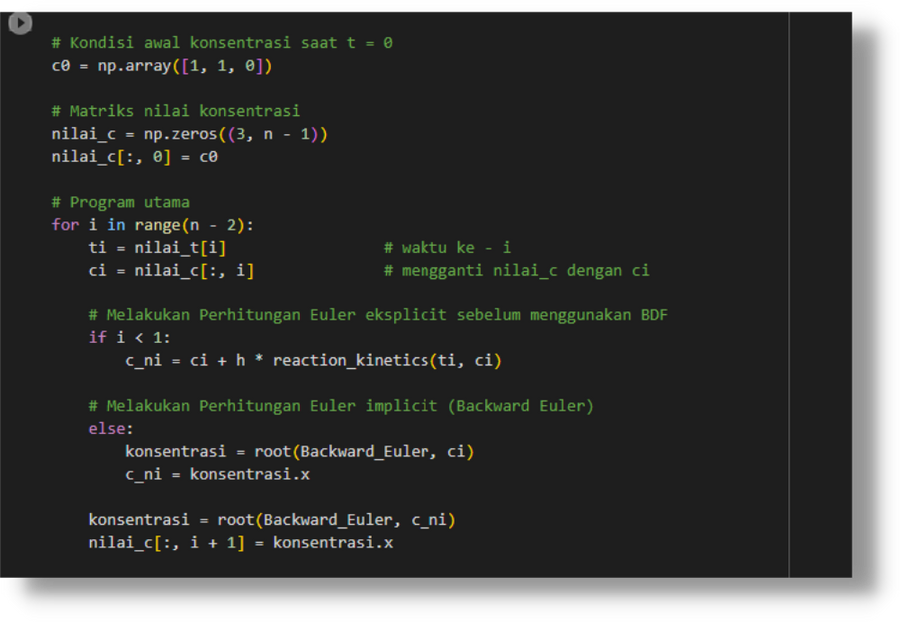 # Kondisi awal konsentrasi saat t = 0
c0 = np.array([1, 1, 0])
# Matriks nilai konsentrasi
nilai_c = np.zeros((3, n - 1))
nilai_c[:, 0] = c0
# Program utama
for i in range(n - 2):
ti = nilai_t[i] # waktu ke - i
ci = nilai_c[:, i] # mengganti nilai_c dengan ci
# Melakukan Perhitungan Euler eksplicit sebelum menggunakan BDF
if i < 1:
c_ni = ci + h * reaction_kinetics(ti, ci)
# Melakukan Perhitungan Euler implicit (Backward Euler)
else:
konsentrasi = root(Backward_Euler, ci)
c_ni = konsentrasi.x
konsentrasi = root(Backward_Euler, c_ni)
nilai_c[:, i + 1] = konsentrasi.x